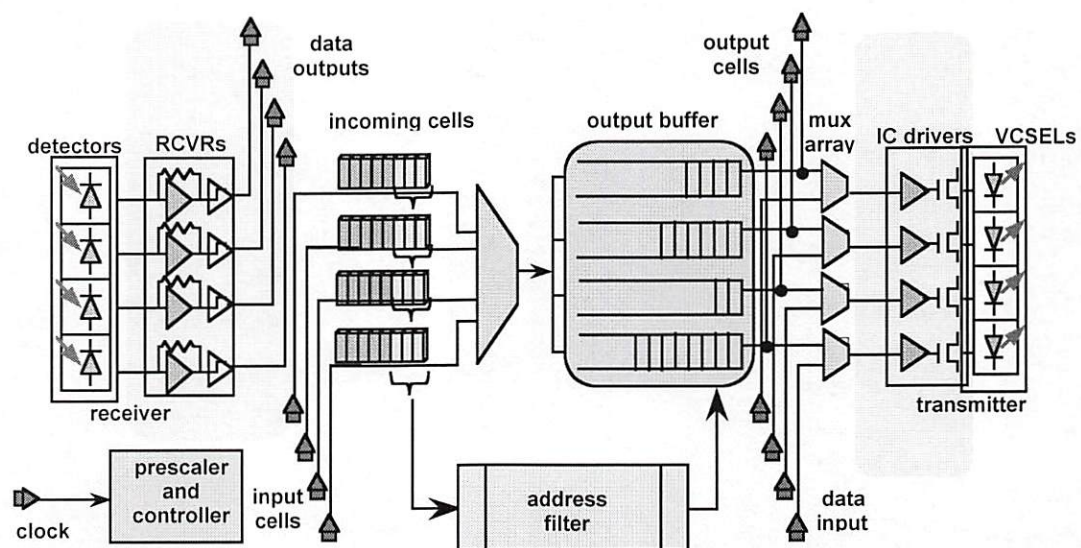 data
outputs
output
cells
incoming cells
output buffer
mux
array
detectors
RCVRs
IC drivers
VCSELs
receiver
transmitter
prescaler
and
controller
clock
input
cells
address
filter
data
input